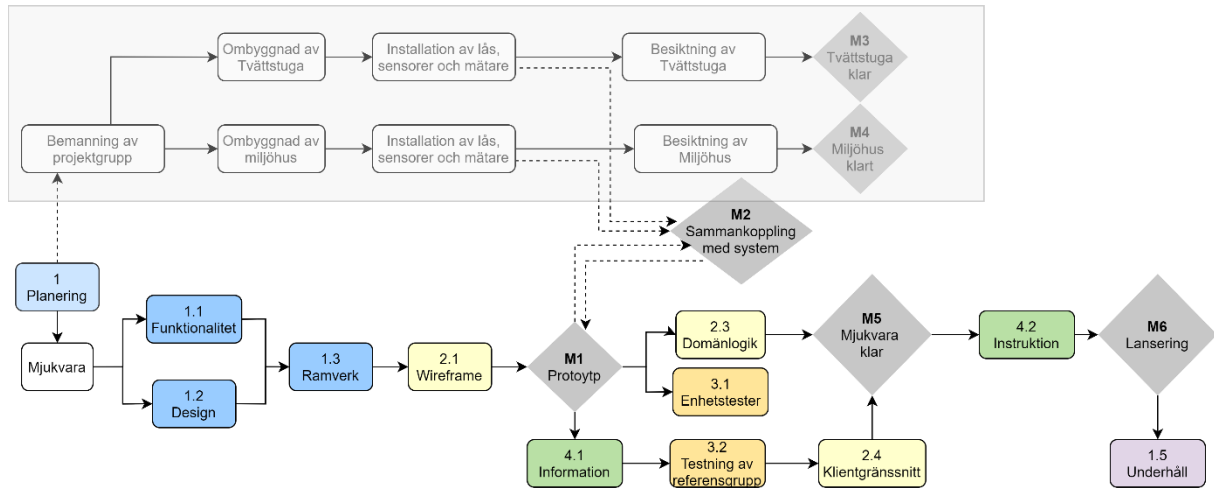 Ombyggnad av
Tvättstuga
Installation av lås,
sensorer och mätare
Besiktning av
Tvättstuga
M3
Tvättstuga
klar
Bemanning av
projektgrupp
Ombyggnad av
miljöhus
Installation av lås,
sensorer och mätare
Besiktning av
Miljöhus
M4
Miljöhus
klart
M2
Sammankoppling
med system
1
Planering
Mjukvara
1.1
Funktionalitet
1.2
Design
1.3
Ramverk
2.1
Wireframe
M1
Protoytp
2.3
Domänlogik
3.1
Enhetstester
M5
Mjukvara
klar
4.2
Instruktion
M6
Lansering
4.1
Information
3.2
Testning av
referensgrupp
2.4
Klientgränssnitt
1.5
Underhåll